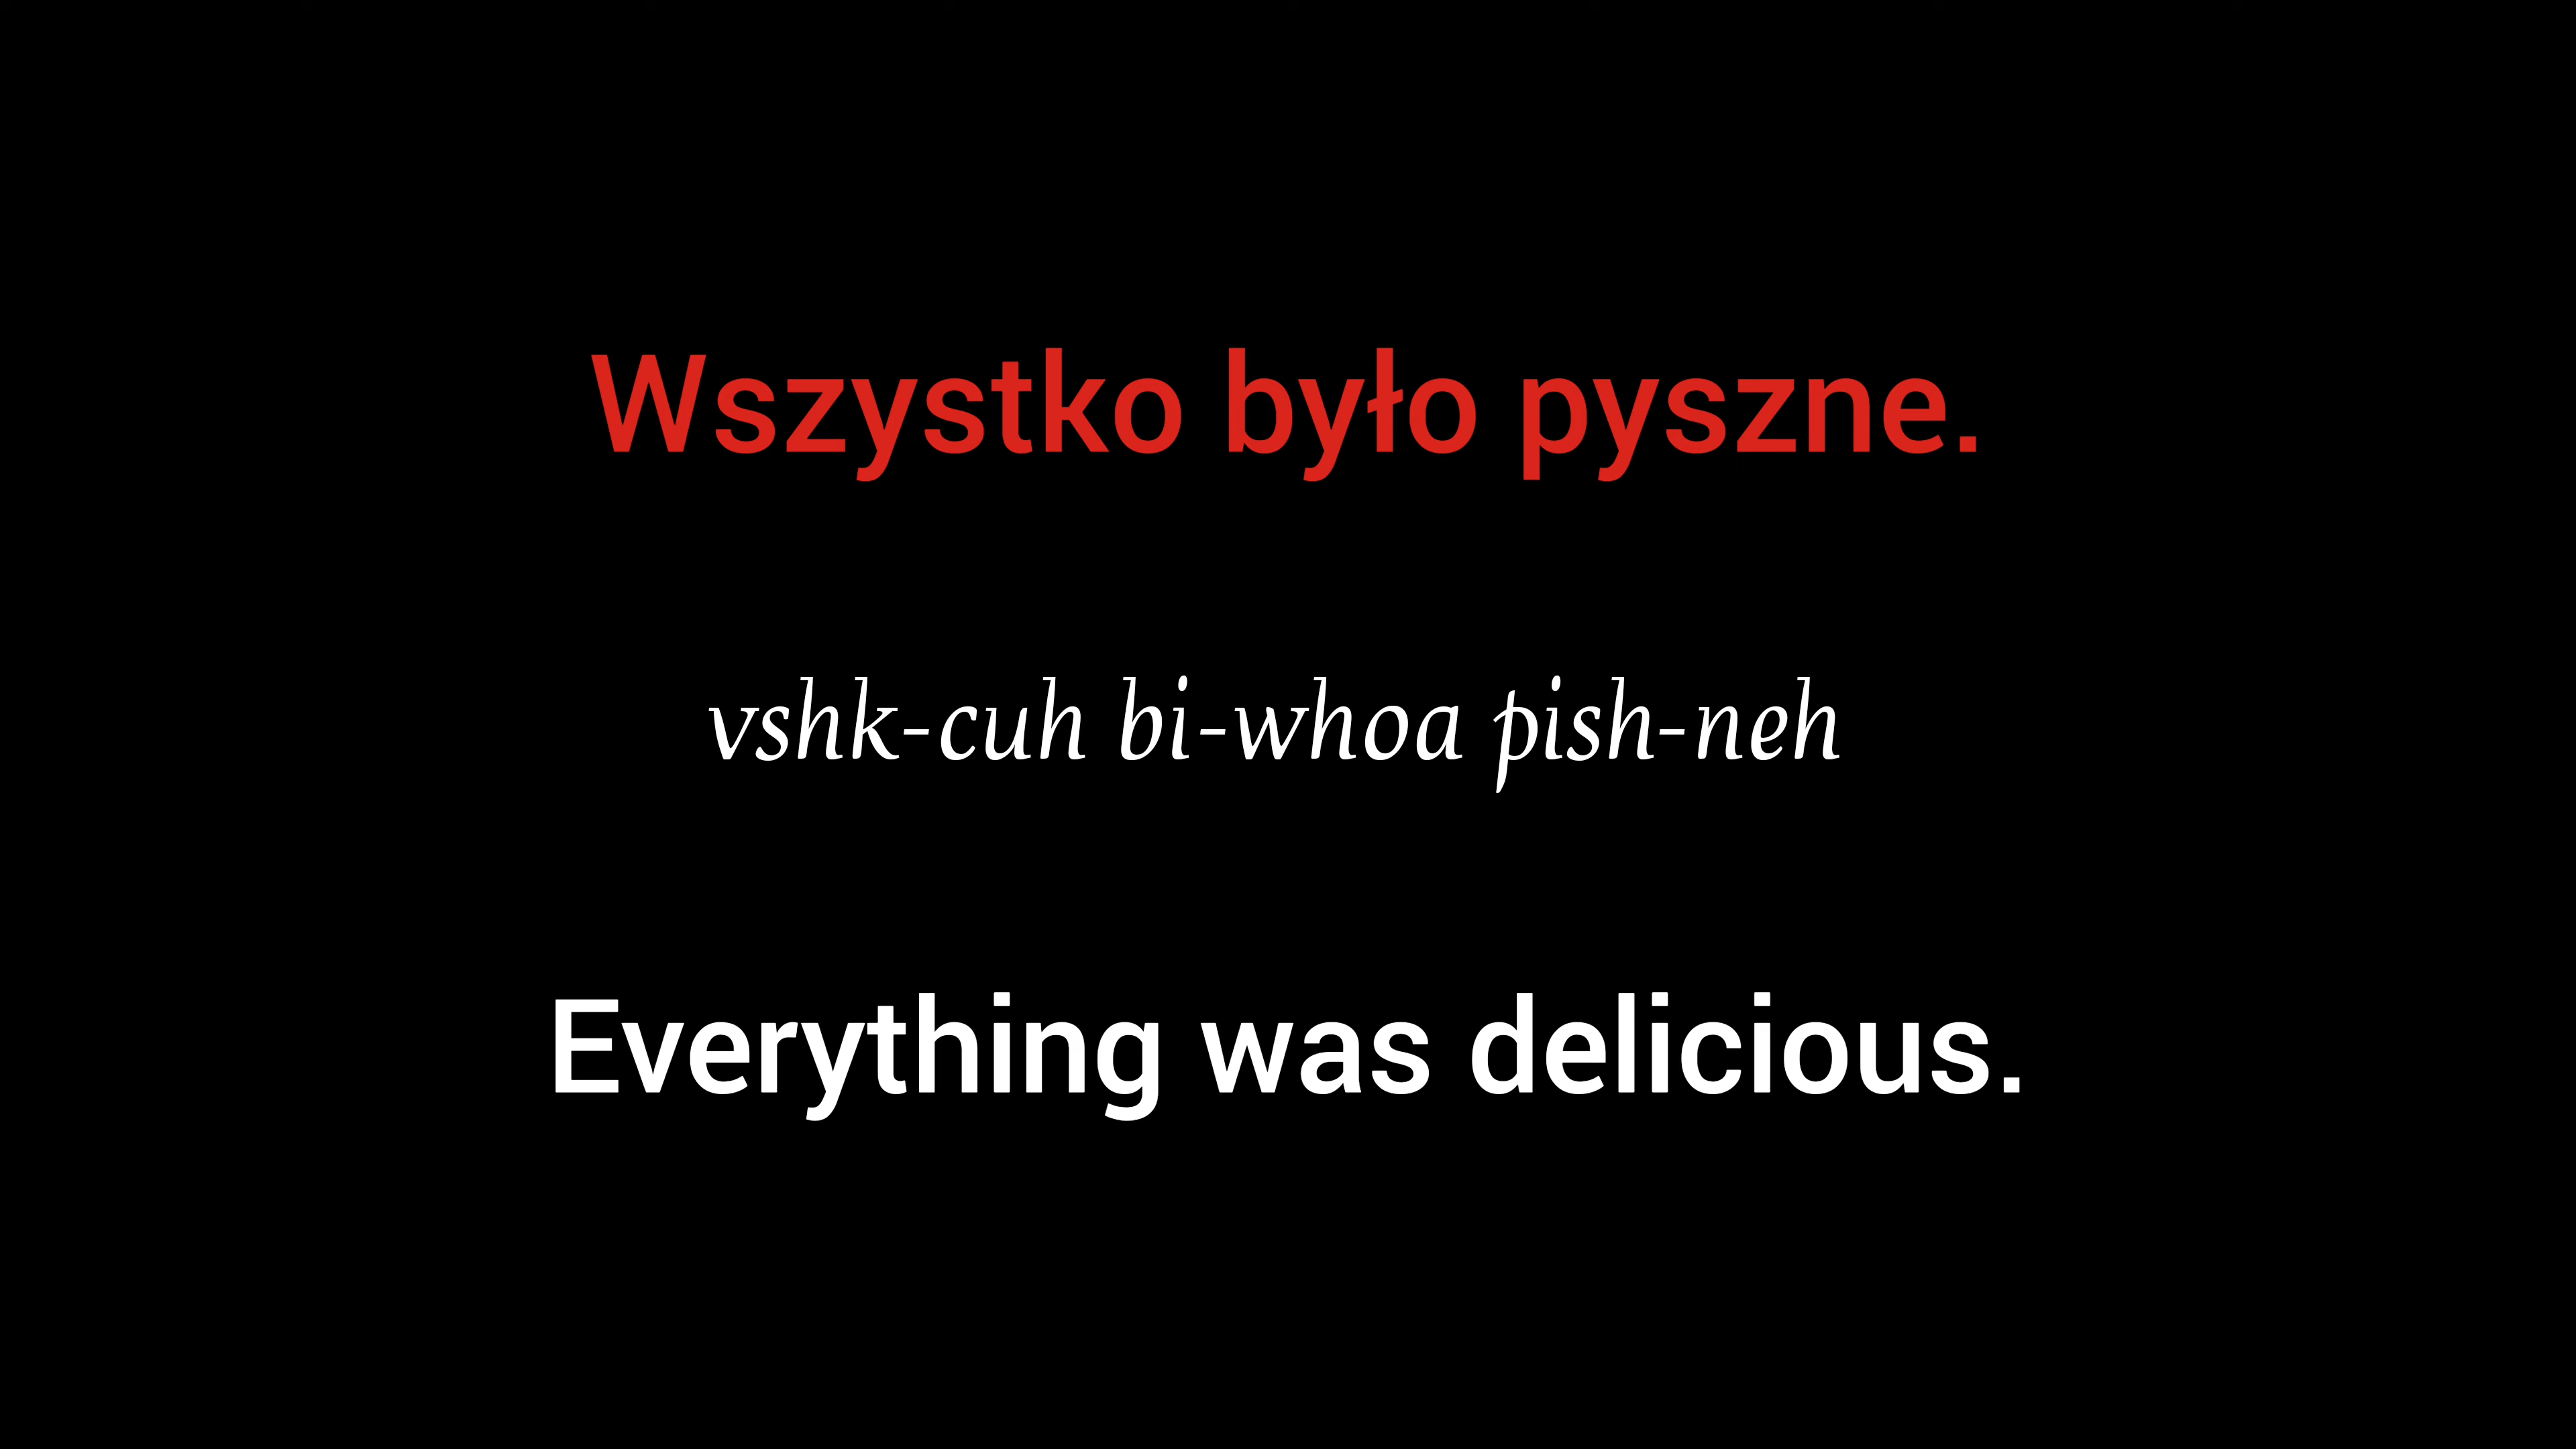 Wszystko było pyszne.
vshk-cuh bi-whoa pish-neh
Everything was delicious.